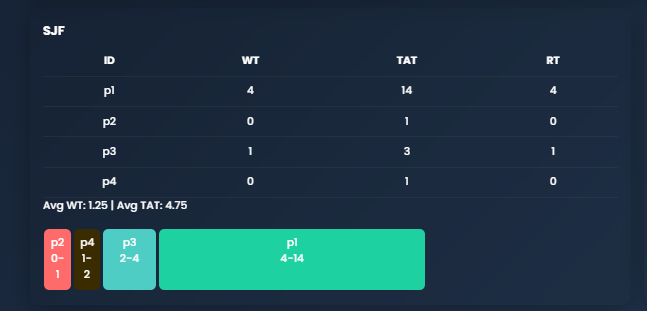 SJF
ID WT TAT RT
p1 4 14 4
p2 0 1 0
p3 1 3 1
p4 0 1 0
Avg WT: 1.25 | Avg TAT: 4.75
p2 p4 p3 p1
0- 1- 2-4 4-14
1 2